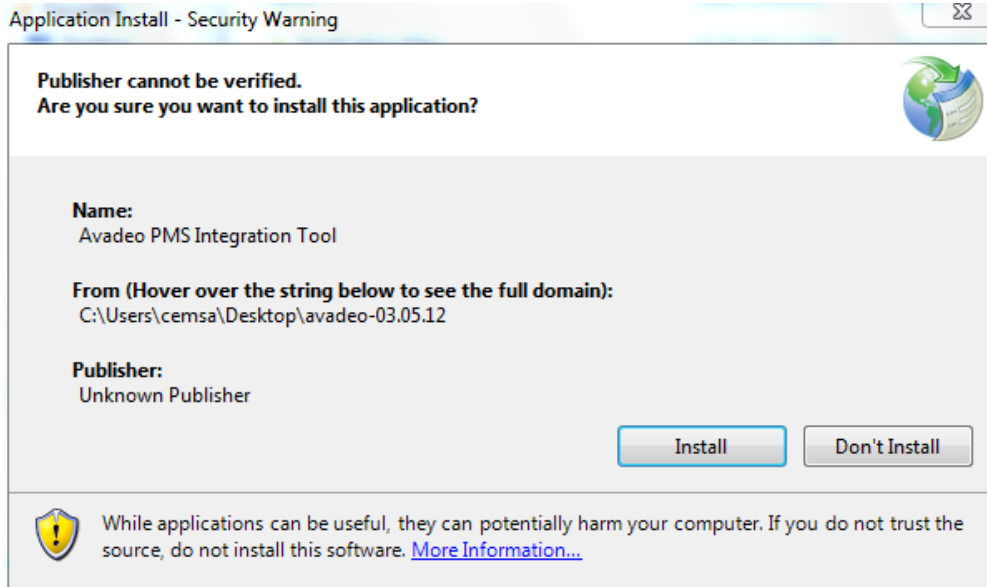 Application Install - Security Warning
Publisher cannot be verified.
Are you sure you want to install this application?
Name:
Avadeo PMS Integration Tool
From (Hover over the string below to see the full domain):
C:\Users\cemsa\Desktop\avadeo-03.05.12
Publisher:
Unknown Publisher
Install Don't Install
While applications can be useful, they can potentially harm your computer. If you do not trust the
source, do not install this software. More Information...